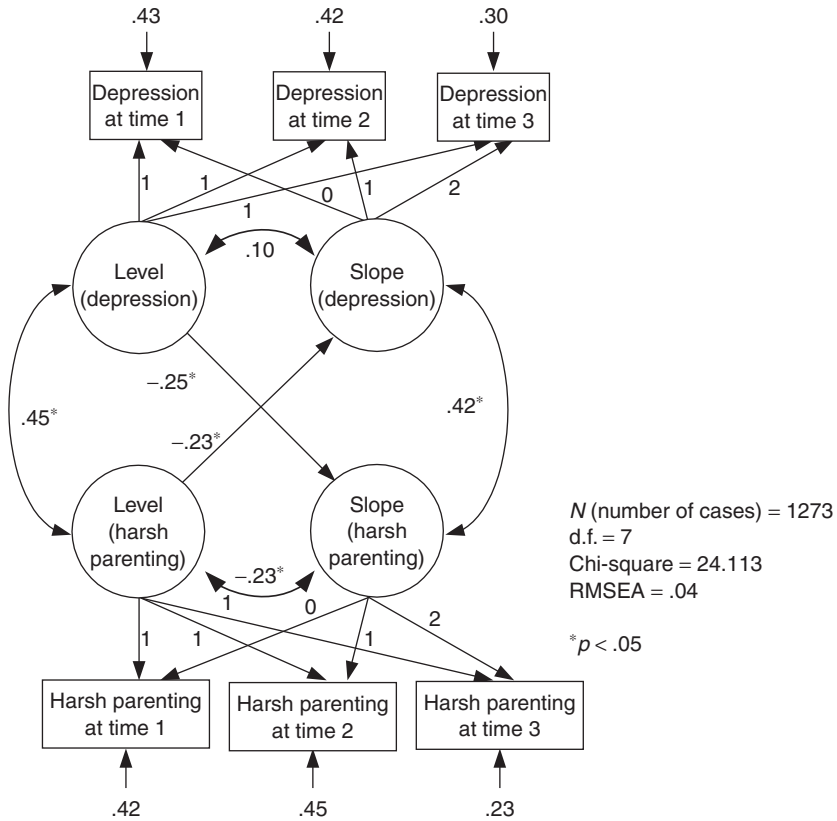 .43
.42
.30
Depression
at time 1
Depression
at time 2
Depression
at time 3
1
1
1
0
1
2
.10
Level
(depression)
Slope
(depression)
.45*
–.25*
–.23*
.42*
Level
(harsh
parenting)
Slope
(harsh
parenting)
–.23*
1
1
1
0
1
2
Harsh parenting
at time 1
Harsh parenting
at time 2
Harsh parenting
at time 3
.42
.45
.23
N (number of cases) = 1273
d.f. = 7
Chi-square = 24.113
RMSEA = .04
*p < .05